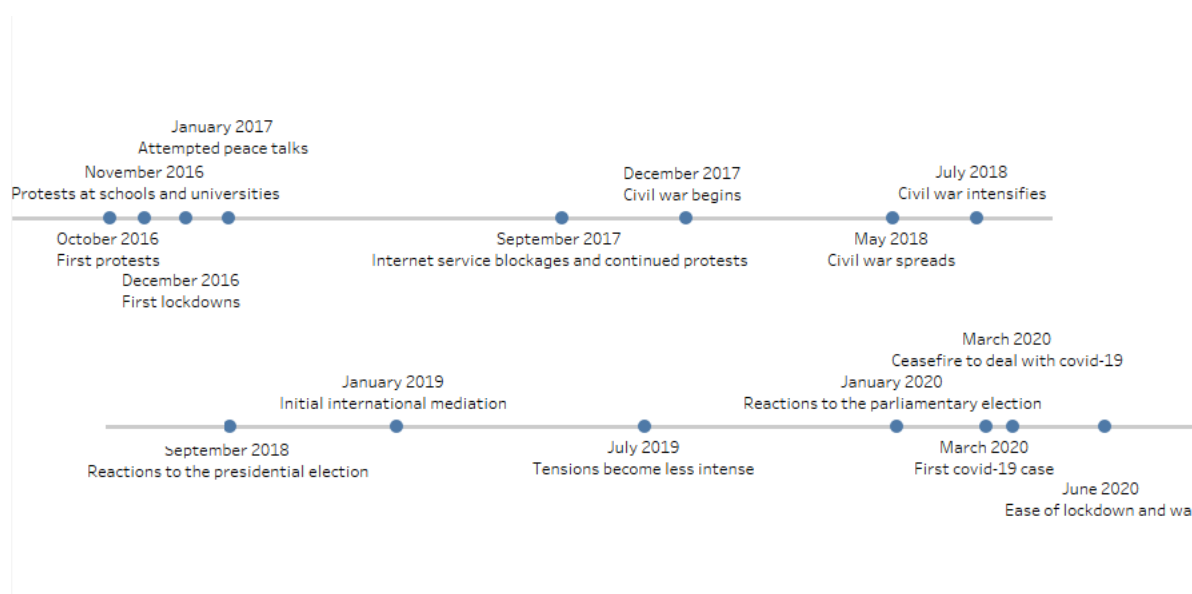 January 2017
Attempted peace talks
November 2016
Protests at schools and universities
December 2017
Civil war begins
July 2018
Civil war intensifies
October 2016
First protests
September 2017
Internet service blockages and continued protests
May 2018
Civil war spreads
December 2016
First lockdowns
March 2020
Ceasefire to deal with covid-19
January 2019
Initial international mediation
January 2020
Reactions to the parliamentary election
September 2018
Reactions to the presidential election
July 2019
Tensions become less intense
March 2020
First covid-19 case
June 2020
Ease of lockdown and wa